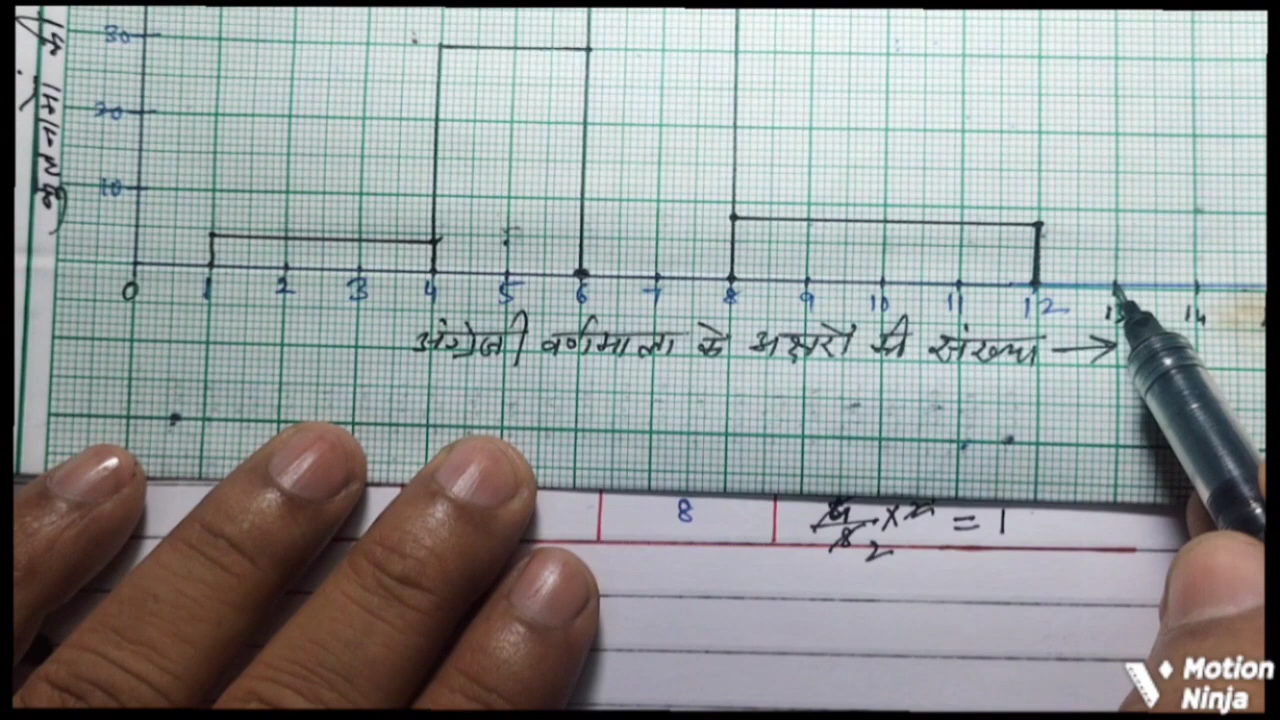 30
20
10
0 1 2 3 4 5 6 7 8 9 10 11 12 13 14
अंग्रेजी वर्णमाला के अक्षरों की संख्या →
8
= 1
Motion
Ninja